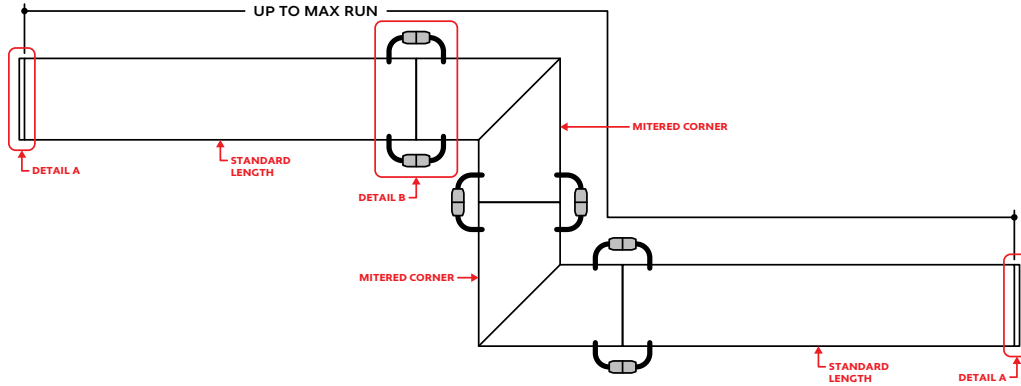 UP TO MAX RUN
MITERED CORNER
DETAIL A
STANDARD
LENGTH
DETAIL B
MITERED CORNER
STANDARD
LENGTH
DETAIL A